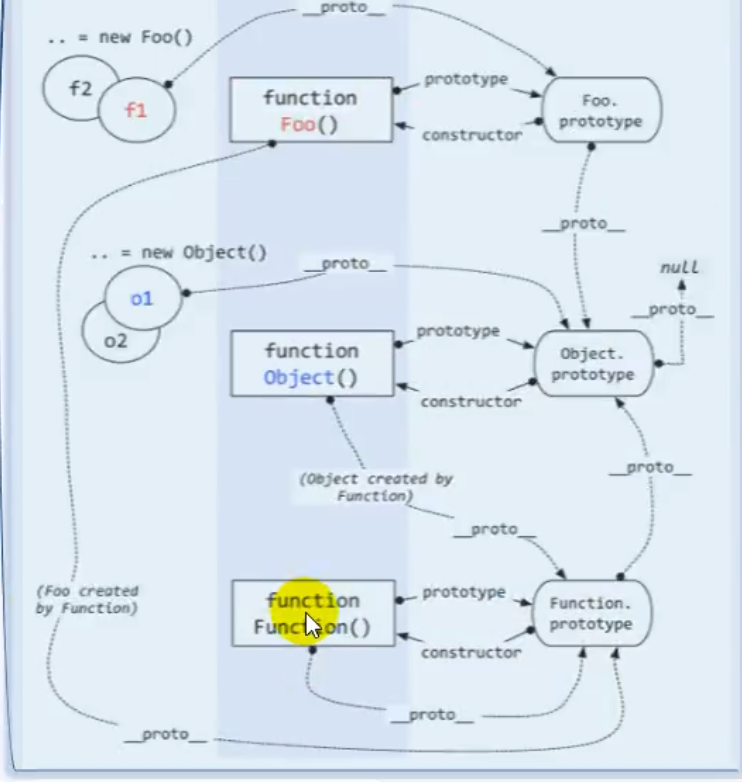 __proto__
.. = new Foo()
f2
f1
function
Foo()
prototype
constructor
Foo.
prototype
__proto__
.. = new Object()
__proto__
null
__proto__
o1
o2
function
Object()
prototype
constructor
Object.
prototype
(Object created by
Function)
__proto__
__proto__
(Foo created
by Function)
function
Function()
prototype
constructor
Function.
prototype
__proto__
__proto__